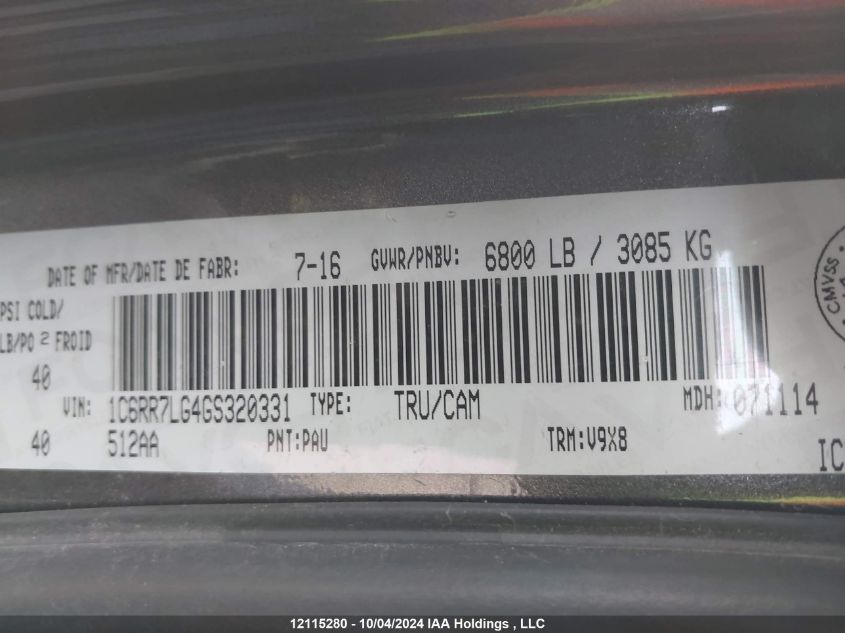 DATE OF MFR/DATE DE FABR: 7-16 GVWR/PNBV: 6800 LB / 3085 KG
PSI COLD/
LB/PO 2 FROID
40
VIN: 1C6RR7LG4GS320331 TYPE: TRU/CAM MDH: 071114
40 512AA PNT:PAU TRM:V9X8 IC
CMVSS
12115280 - 10/04/2024 IAA Holdings , LLC